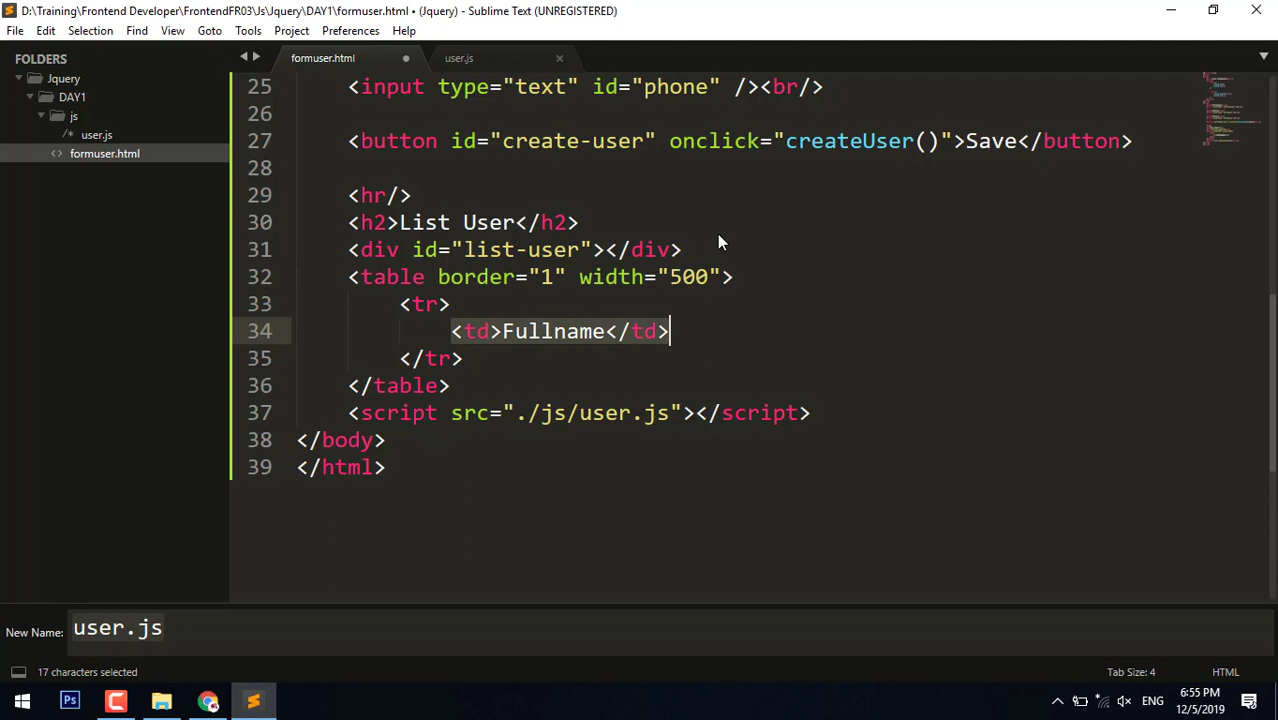 D:\Training\Frontend Developer\FrontendFR03\Js\Jquery\DAY1\formuser.html • (Jquery) - Sublime Text (UNREGISTERED)
File Edit Selection Find View Goto Tools Project Preferences Help
FOLDERS
Jquery
DAY1
js
/* user.js
<> formuser.html
formuser.html
user.js
25 <input type="text" id="phone" /><br/>
26
27 <button id="create-user" onclick="createUser()">Save</button>
28
29 <hr/>
30 <h2>List User</h2>
31 <div id="list-user"></div>
32 <table border="1" width="500">
33 <tr>
34 <td>Fullname</td>
35 </tr>
36 </table>
37 <script src="./js/user.js"></script>
38 </body>
39 </html>
New Name: user.js
17 characters selected
Tab Size: 4
HTML
Ps
ENG
6:55 PM
12/5/2019